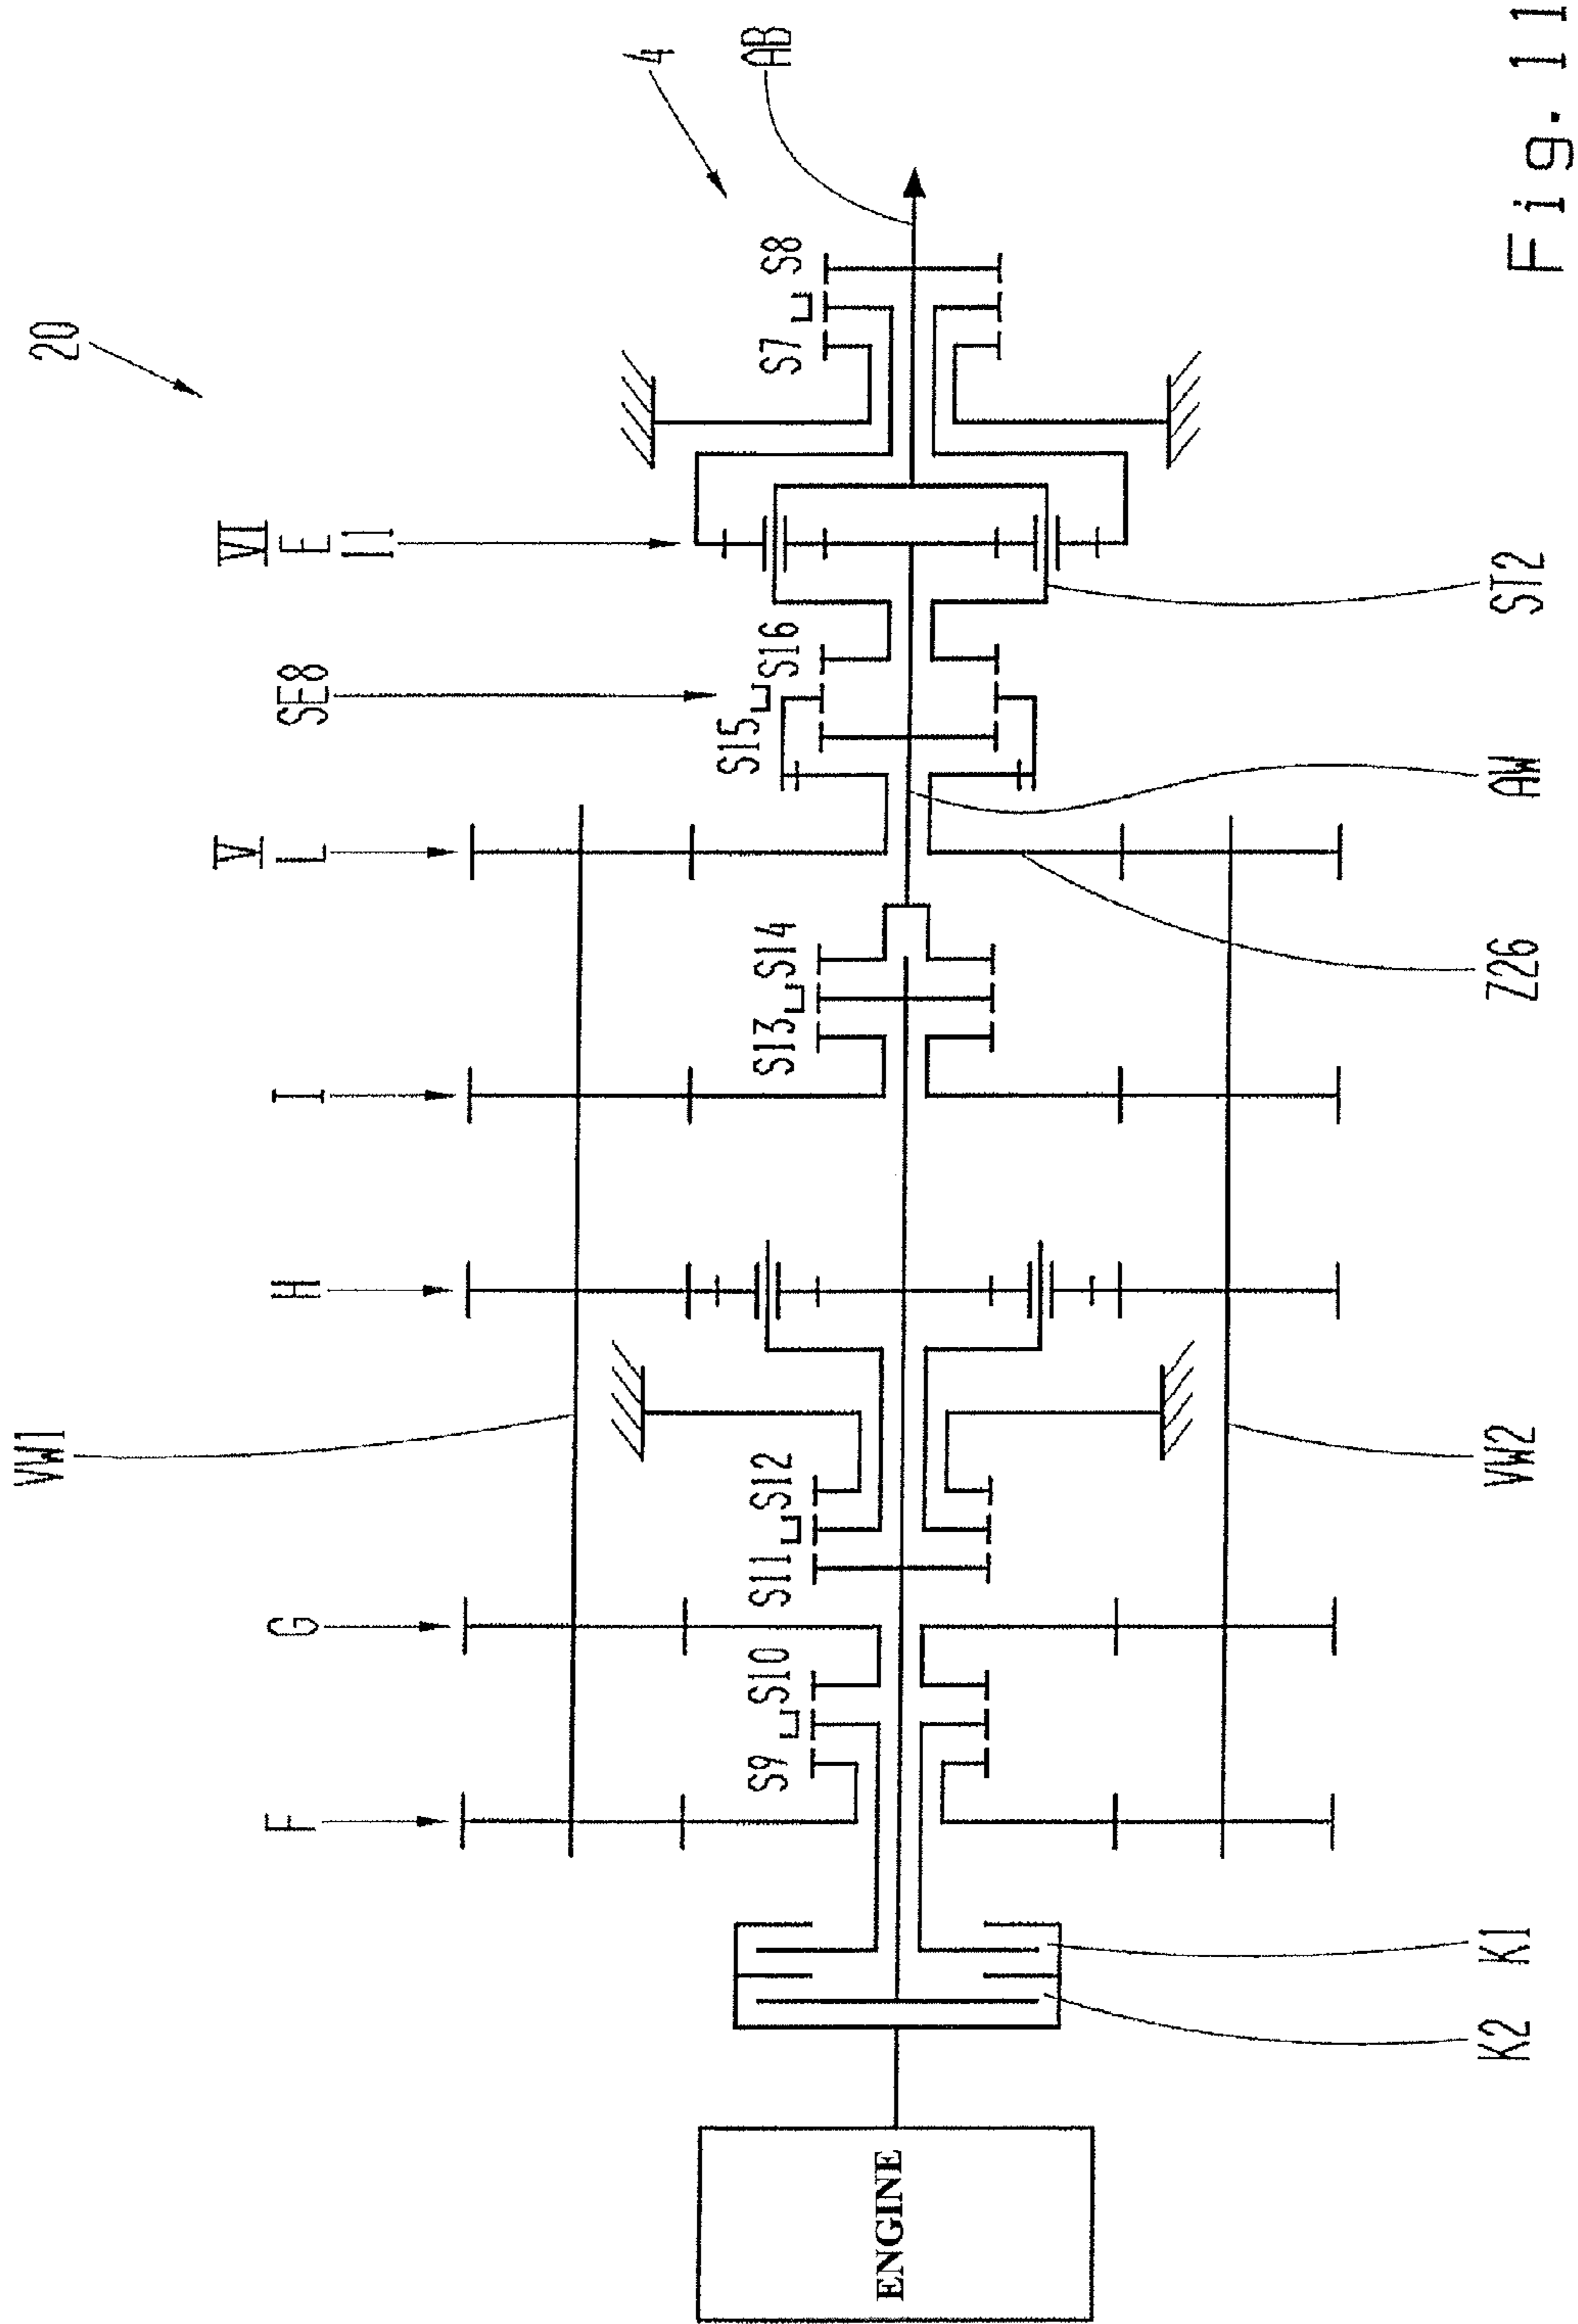 VW1
20
F
G
H
I
V
L
SE8
VI
E
II
4
S9
S10
S11
S12
S13
S14
S15
S16
S7
S8
AB
ENGINE
K2
K1
VW2
Z26
AW
ST2
Fig. 11